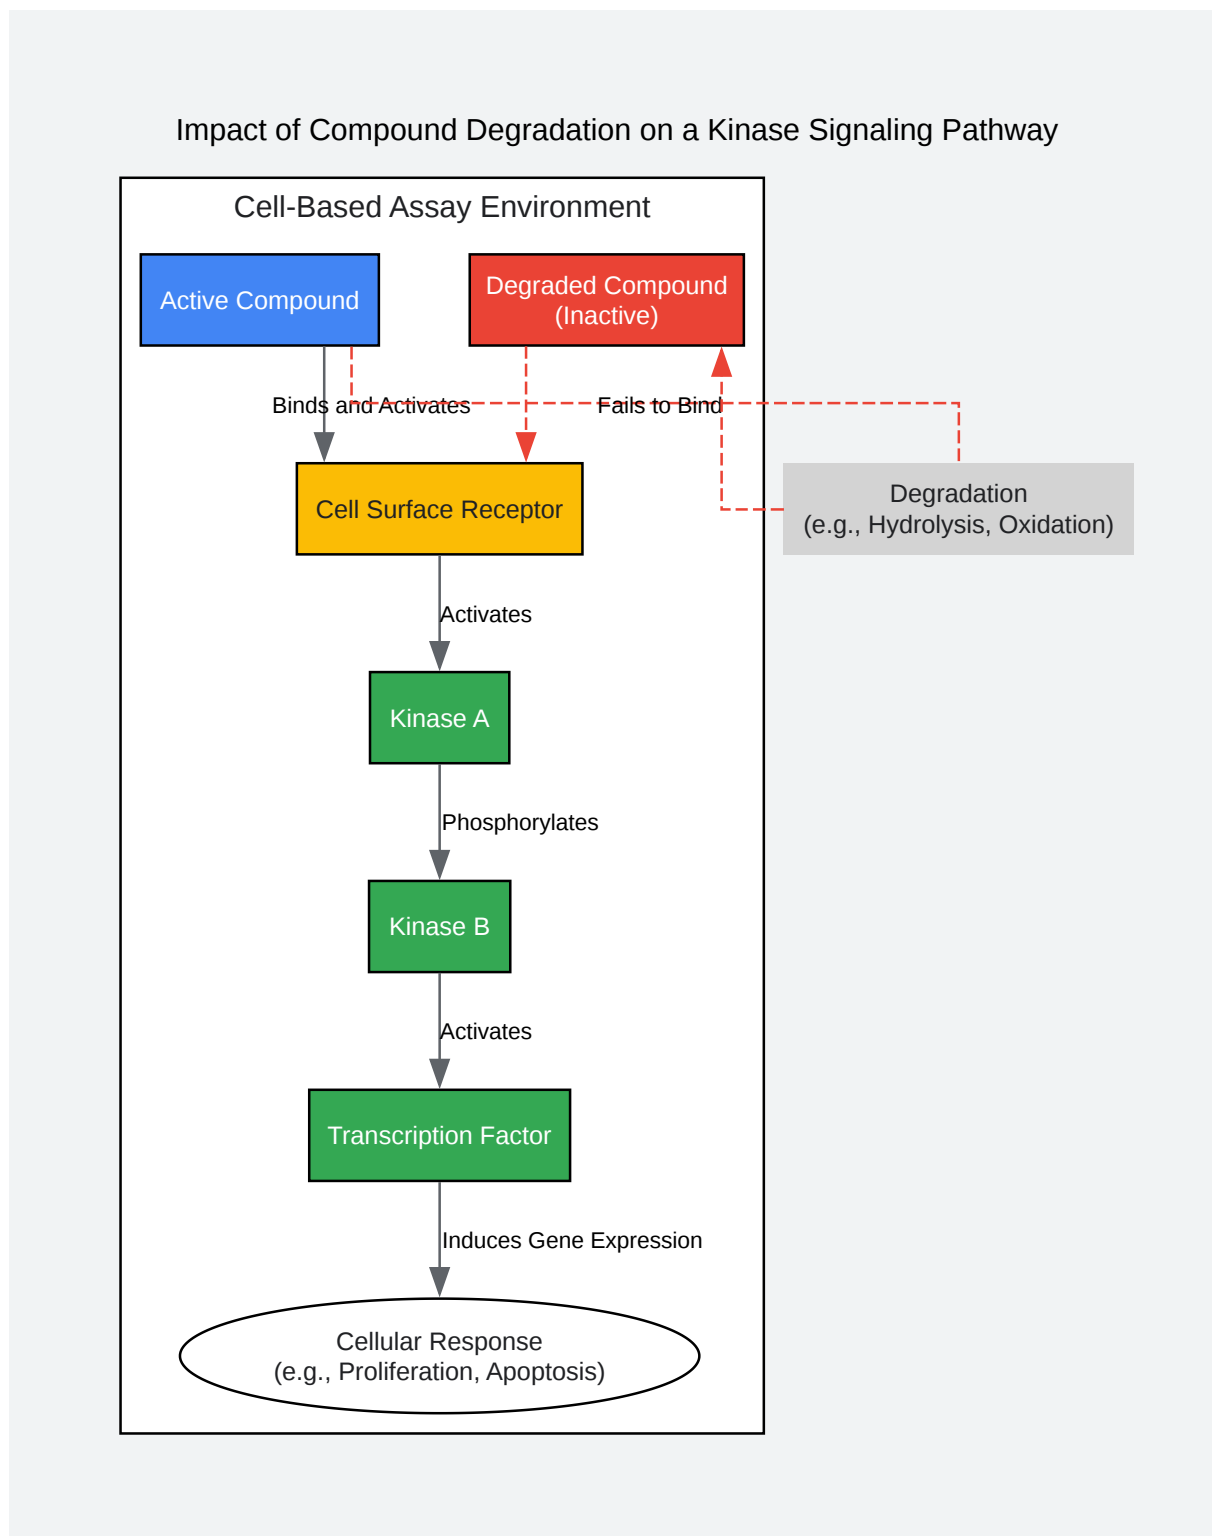 Impact of Compound Degradation on a Kinase Signaling Pathway
Cell-Based Assay Environment
Active Compound
Degraded Compound
(Inactive)
Binds and Activates
Fails to Bind
Cell Surface Receptor
Degradation
(e.g., Hydrolysis, Oxidation)
Activates
Kinase A
Phosphorylates
Kinase B
Activates
Transcription Factor
Induces Gene Expression
Cellular Response
(e.g., Proliferation, Apoptosis)